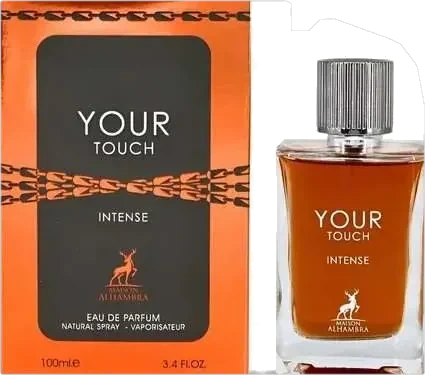 YOUR
TOUCH
INTENSE
MAISON
ALHAMBRA
EAU DE PARFUM
NATURAL SPRAY - VAPORISATEUR
100ml.e 3.4 FL.OZ.
YOUR
TOUCH
INTENSE
MAISON
ALHAMBRA